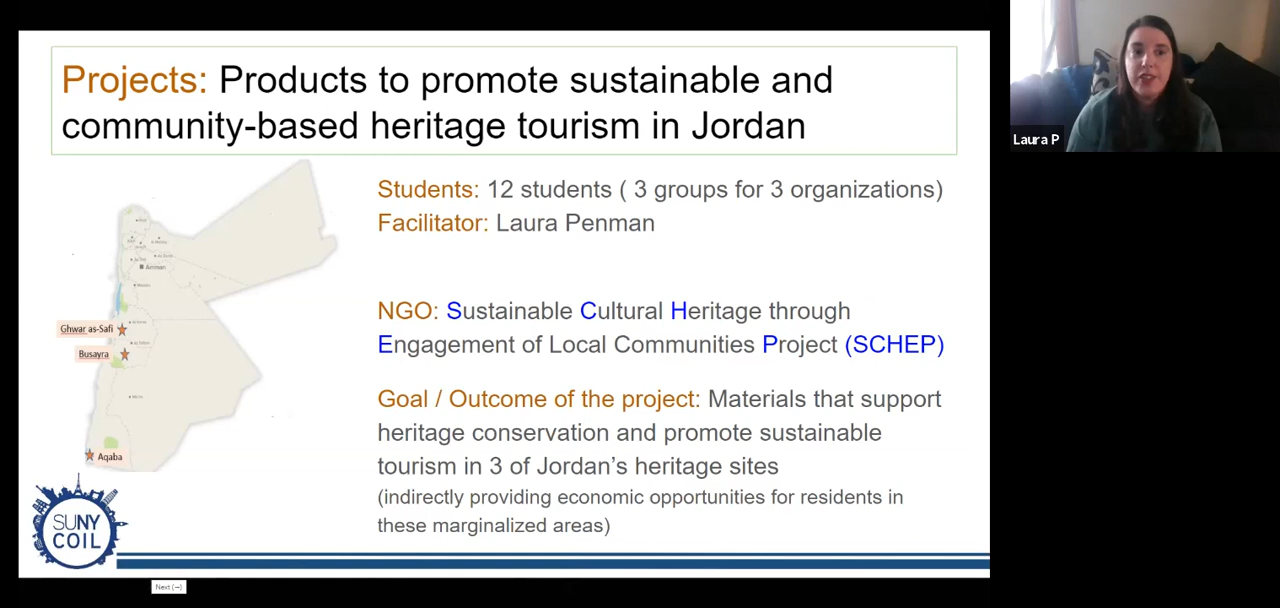 Projects: Products to promote sustainable and
community-based heritage tourism in Jordan
Laura P
Students: 12 students ( 3 groups for 3 organizations)
Facilitator: Laura Penman
NGO: Sustainable Cultural Heritage through
Engagement of Local Communities Project (SCHEP)
Goal / Outcome of the project: Materials that support
heritage conservation and promote sustainable
tourism in 3 of Jordan’s heritage sites
(indirectly providing economic opportunities for residents in
these marginalized areas)
Amman
Ghwar as-Safi
Busayra
Aqaba
SUNY
COIL
Next (→)